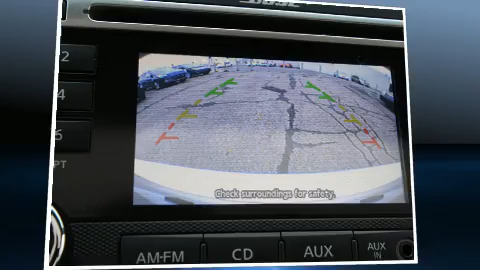 BOSE
2
4
6
PT
Check surroundings for safety.
AM-FM
CD
AUX
AUX
IN